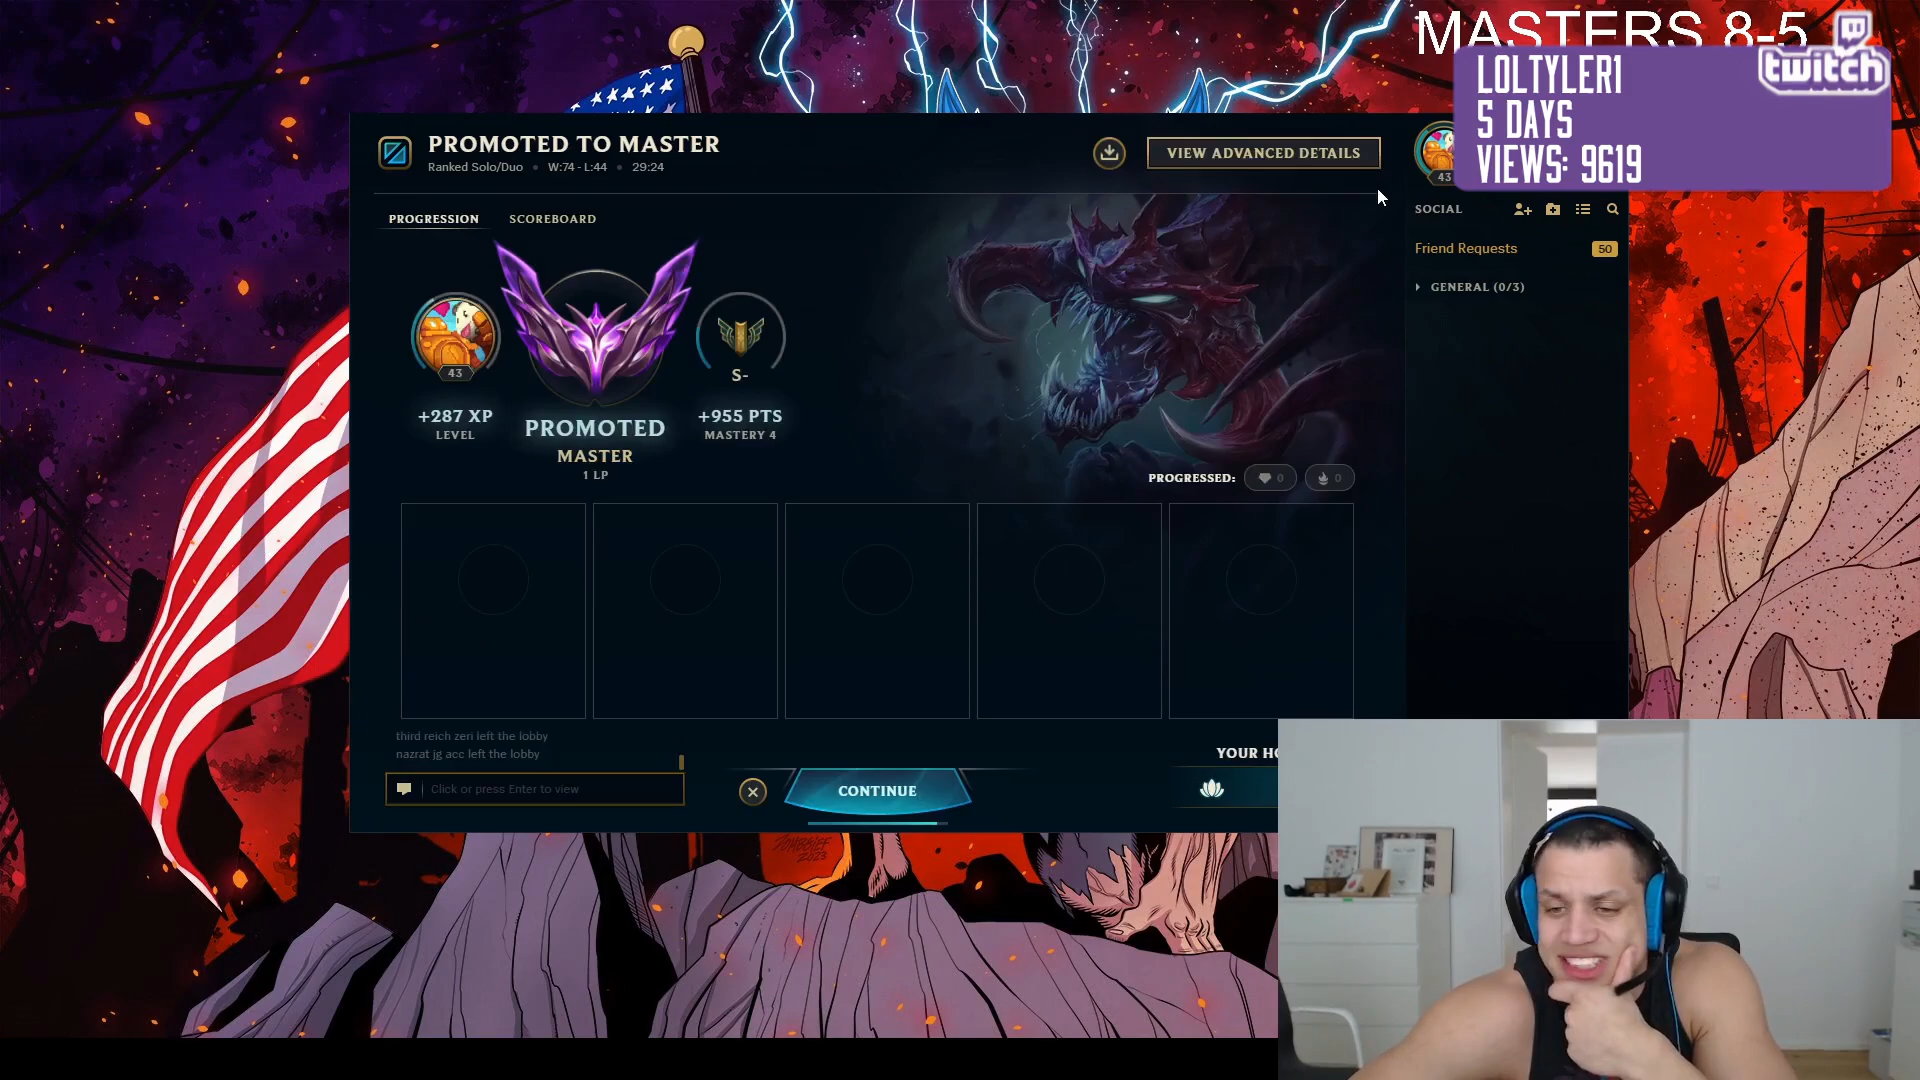 MASTERS 8-5
twitch
LOLTYLER1
5 DAYS
VIEWS: 9619
PROMOTED TO MASTER
Ranked Solo/Duo • W:74 - L:44 • 29:24
VIEW ADVANCED DETAILS
43
PROGRESSION SCOREBOARD
SOCIAL
Friend Requests 50
GENERAL (0/3)
43
S-
+287 XP
LEVEL
PROMOTED
MASTER
1 LP
+955 PTS
MASTERY 4
PROGRESSED: 0 0
third reich zeri left the lobby
nazrat jg acc left the lobby
Click or press Enter to view
CONTINUE
YOUR HO
2023